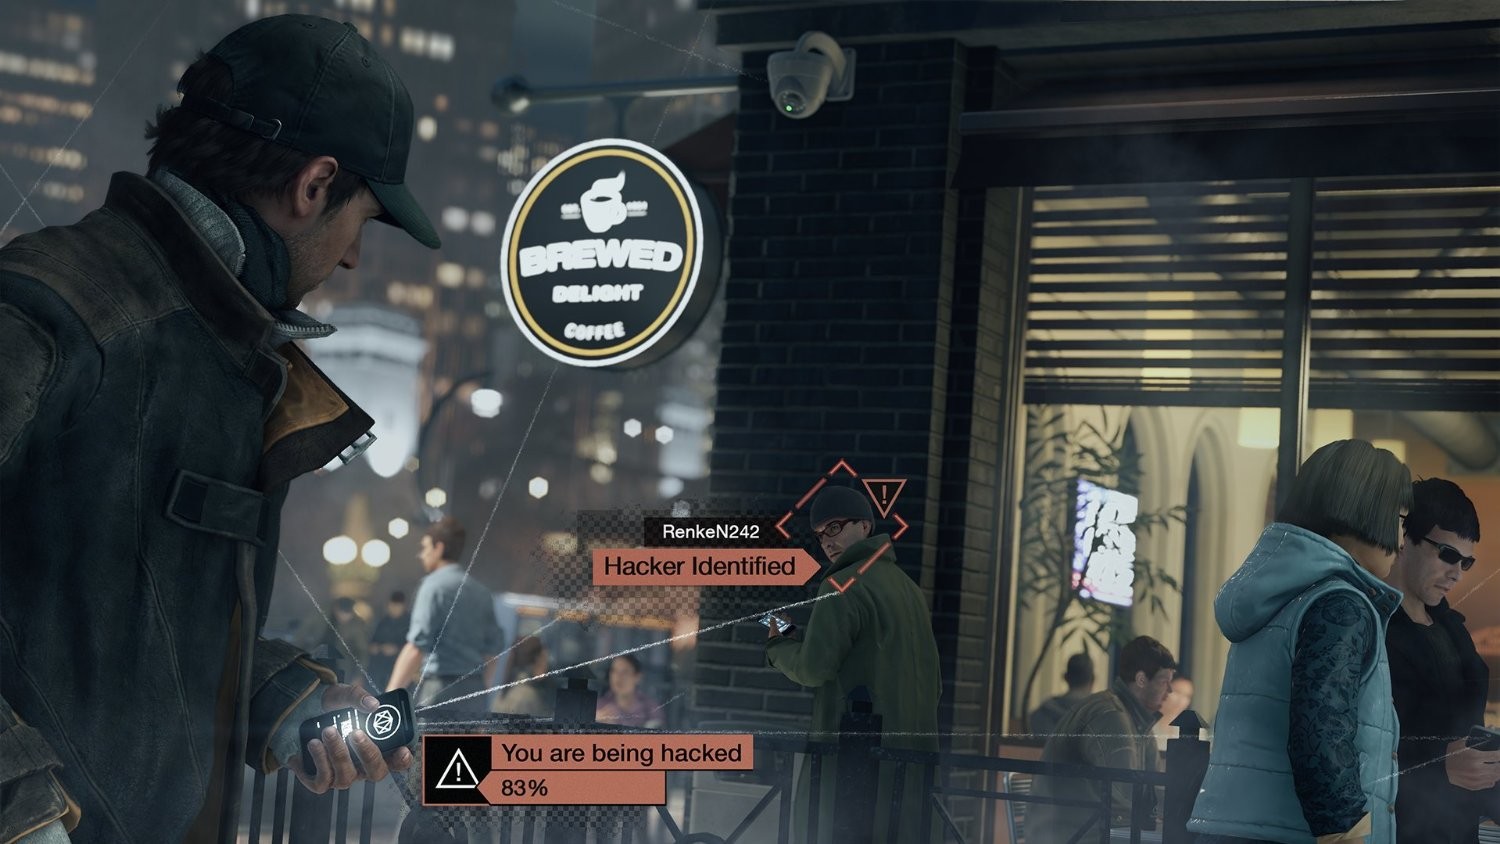 BREWED
DELIGHT
COFFEE
RenkeN242
Hacker Identified
You are being hacked
83%